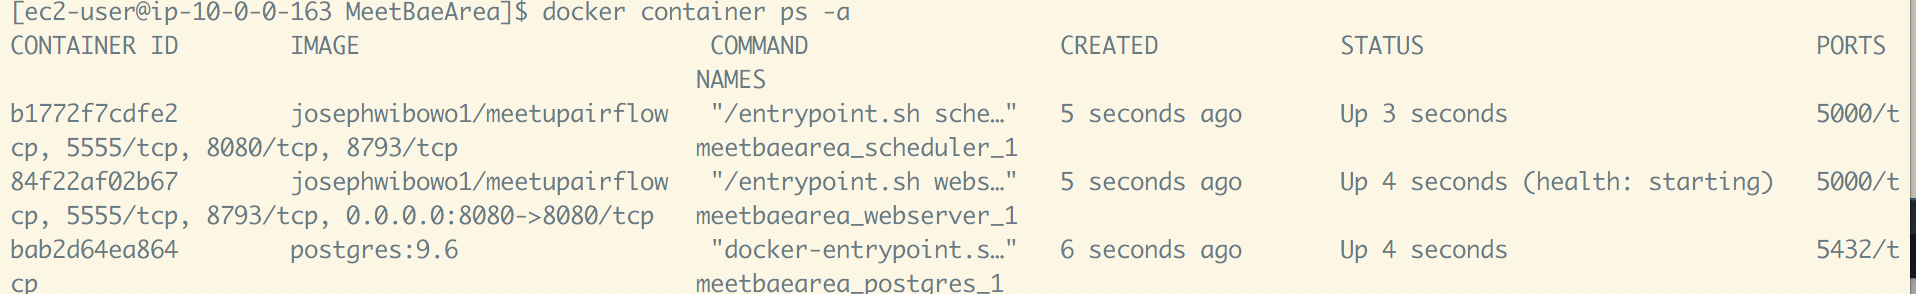 [ec2-user@ip-10-0-0-163 MeetBaeArea]$ docker container ps -a
CONTAINER ID        IMAGE                         COMMAND                  CREATED             STATUS                            PORTS
                                                 NAMES
b1772f7cdfe2        josephwibowo1/meetupairflow   "/entrypoint.sh sche…"   5 seconds ago       Up 3 seconds                      5000/t
cp, 5555/tcp, 8080/tcp, 8793/tcp                 meetbaearea_scheduler_1
84f22af02b67        josephwibowo1/meetupairflow   "/entrypoint.sh webs…"   5 seconds ago       Up 4 seconds (health: starting)   5000/t
cp, 5555/tcp, 8793/tcp, 0.0.0.0:8080->8080/tcp   meetbaearea_webserver_1
bab2d64ea864        postgres:9.6                  "docker-entrypoint.s…"   6 seconds ago       Up 4 seconds                      5432/t
cp                                               meetbaearea_postgres_1